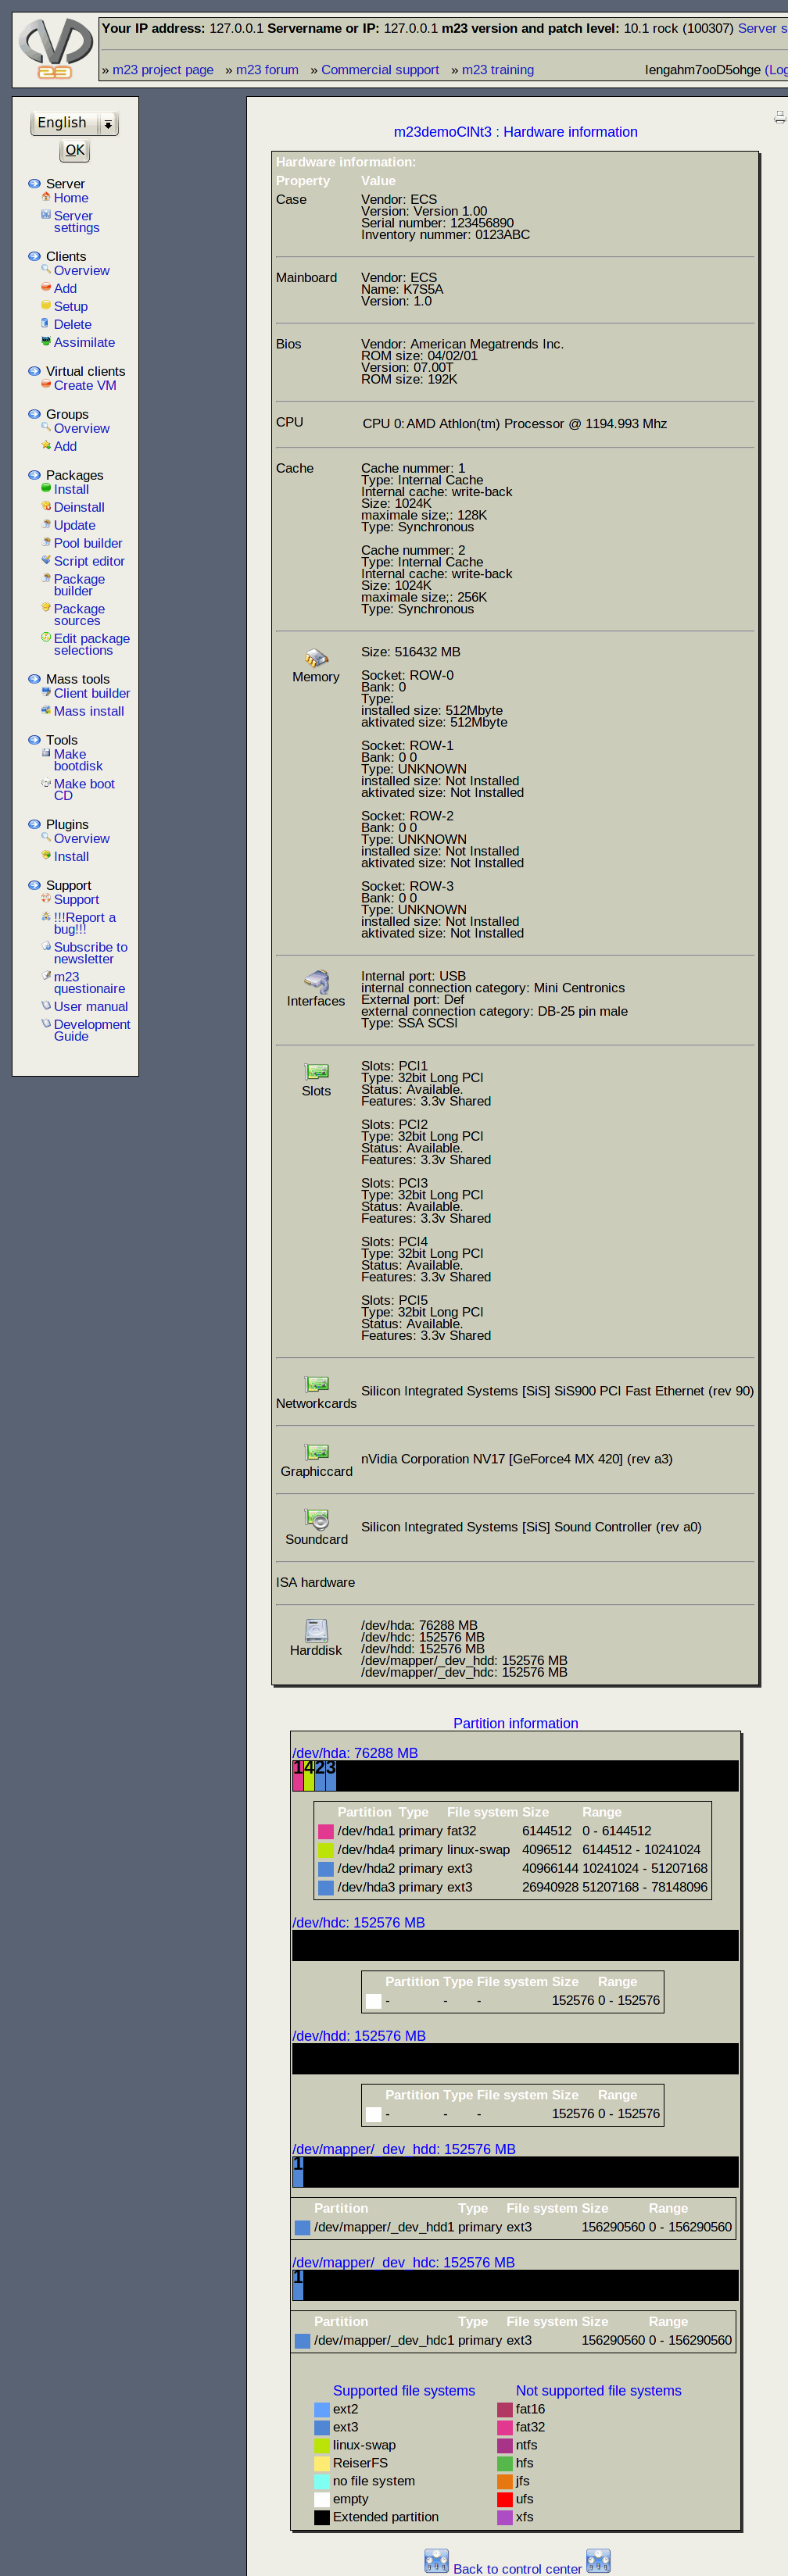 Your IP address: 127.0.0.1 Servername or IP: 127.0.0.1 m23 version and patch level: 10.1 rock (100307) Server s
» m23 project page » m23 forum » Commercial support » m23 training Iengahm7ooD5ohge (Log
23
English
OK
Server
Home
Server
settings
Clients
Overview
Add
Setup
Delete
Assimilate
Virtual clients
Create VM
Groups
Overview
Add
Packages
Install
Deinstall
Update
Pool builder
Script editor
Package
builder
Package
sources
Edit package
selections
Mass tools
Client builder
Mass install
Tools
Make
bootdisk
Make boot
CD
Plugins
Overview
Install
Support
Support
!!!Report a
bug!!!
Subscribe to
newsletter
m23
questionaire
User manual
Development
Guide
m23demoClNt3 : Hardware information
Hardware information:
Property Value
Case Vendor: ECS
Version: Version 1.00
Serial number: 123456890
Inventory nummer: 0123ABC
Mainboard Vendor: ECS
Name: K7S5A
Version: 1.0
Bios Vendor: American Megatrends Inc.
ROM size: 04/02/01
Version: 07.00T
ROM size: 192K
CPU CPU 0: AMD Athlon(tm) Processor @ 1194.993 Mhz
Cache Cache nummer: 1
Type: Internal Cache
Internal cache: write-back
Size: 1024K
maximale size;: 128K
Type: Synchronous
Cache nummer: 2
Type: Internal Cache
Internal cache: write-back
Size: 1024K
maximale size;: 256K
Type: Synchronous
Memory Size: 516432 MB
Socket: ROW-0
Bank: 0
Type:
installed size: 512Mbyte
aktivated size: 512Mbyte
Socket: ROW-1
Bank: 0 0
Type: UNKNOWN
installed size: Not Installed
aktivated size: Not Installed
Socket: ROW-2
Bank: 0 0
Type: UNKNOWN
installed size: Not Installed
aktivated size: Not Installed
Socket: ROW-3
Bank: 0 0
Type: UNKNOWN
installed size: Not Installed
aktivated size: Not Installed
Interfaces Internal port: USB
internal connection category: Mini Centronics
External port: Def
external connection category: DB-25 pin male
Type: SSA SCSI
Slots Slots: PCI1
Type: 32bit Long PCI
Status: Available.
Features: 3.3v Shared
Slots: PCI2
Type: 32bit Long PCI
Status: Available.
Features: 3.3v Shared
Slots: PCI3
Type: 32bit Long PCI
Status: Available.
Features: 3.3v Shared
Slots: PCI4
Type: 32bit Long PCI
Status: Available.
Features: 3.3v Shared
Slots: PCI5
Type: 32bit Long PCI
Status: Available.
Features: 3.3v Shared
Networkcards Silicon Integrated Systems [SiS] SiS900 PCI Fast Ethernet (rev 90)
Graphiccard nVidia Corporation NV17 [GeForce4 MX 420] (rev a3)
Soundcard Silicon Integrated Systems [SiS] Sound Controller (rev a0)
ISA hardware
Harddisk /dev/hda: 76288 MB
/dev/hdc: 152576 MB
/dev/hdd: 152576 MB
/dev/mapper/_dev_hdd: 152576 MB
/dev/mapper/_dev_hdc: 152576 MB
Partition information
/dev/hda: 76288 MB
1 4 2 3
Partition Type File system Size Range
/dev/hda1 primary fat32 6144512 0 - 6144512
/dev/hda4 primary linux-swap 4096512 6144512 - 10241024
/dev/hda2 primary ext3 40966144 10241024 - 51207168
/dev/hda3 primary ext3 26940928 51207168 - 78148096
/dev/hdc: 152576 MB
Partition Type File system Size Range
- - - 152576 0 - 152576
/dev/hdd: 152576 MB
Partition Type File system Size Range
- - - 152576 0 - 152576
/dev/mapper/_dev_hdd: 152576 MB
1
Partition Type File system Size Range
/dev/mapper/_dev_hdd1 primary ext3 156290560 0 - 156290560
/dev/mapper/_dev_hdc: 152576 MB
1
Partition Type File system Size Range
/dev/mapper/_dev_hdc1 primary ext3 156290560 0 - 156290560
Supported file systems Not supported file systems
ext2 fat16
ext3 fat32
linux-swap ntfs
ReiserFS hfs
no file system jfs
empty ufs
Extended partition xfs
Back to control center